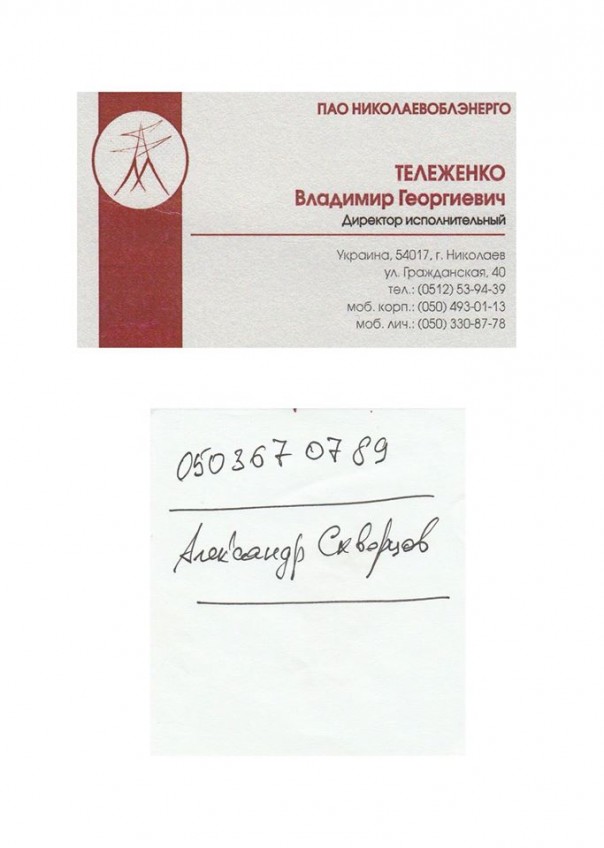 ПАО НИКОЛАЕВОБЛЭНЕРГО
ТЕЛЕЖЕНКО
Владимир Георгиевич
Директор исполнительный
Украина, 54017, г. Николаев
ул. Гражданская, 40
тел.: (0512) 53-94-39
моб. корп.: (050) 493-01-13
моб. лич.: (050) 330-87-78
050 367 07 89
Александр Скворцов